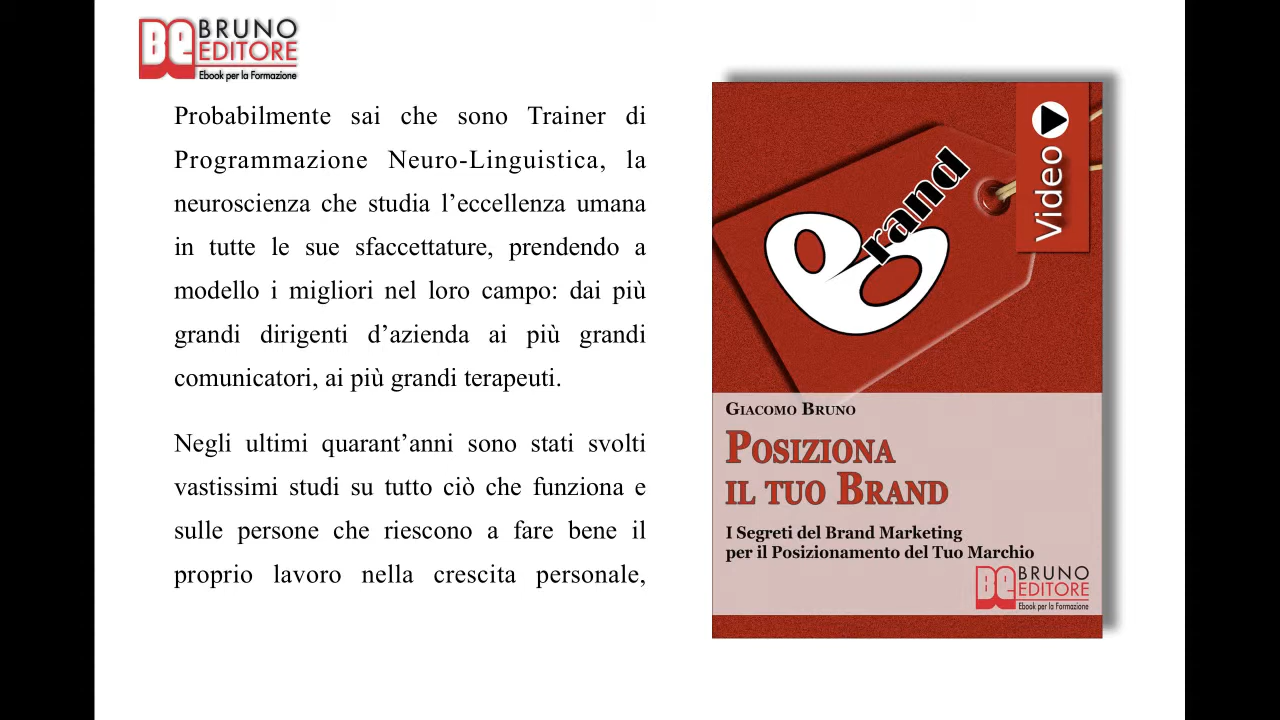 BRUNO
EDITORE
Ebook per la Formazione
Probabilmente sai che sono Trainer di
Programmazione Neuro-Linguistica, la
neuroscienza che studia l’eccellenza umana
in tutte le sue sfaccettature, prendendo a
modello i migliori nel loro campo: dai più
grandi dirigenti d’azienda ai più grandi
comunicatori, ai più grandi terapeuti.
Negli ultimi quarant’anni sono stati svolti
vastissimi studi su tutto ciò che funziona e
sulle persone che riescono a fare bene il
proprio lavoro nella crescita personale,
Brand
Video
GIACOMO BRUNO
POSIZIONA
IL TUO BRAND
I Segreti del Brand Marketing
per il Posizionamento del Tuo Marchio
BRUNO
EDITORE
Ebook per la Formazione